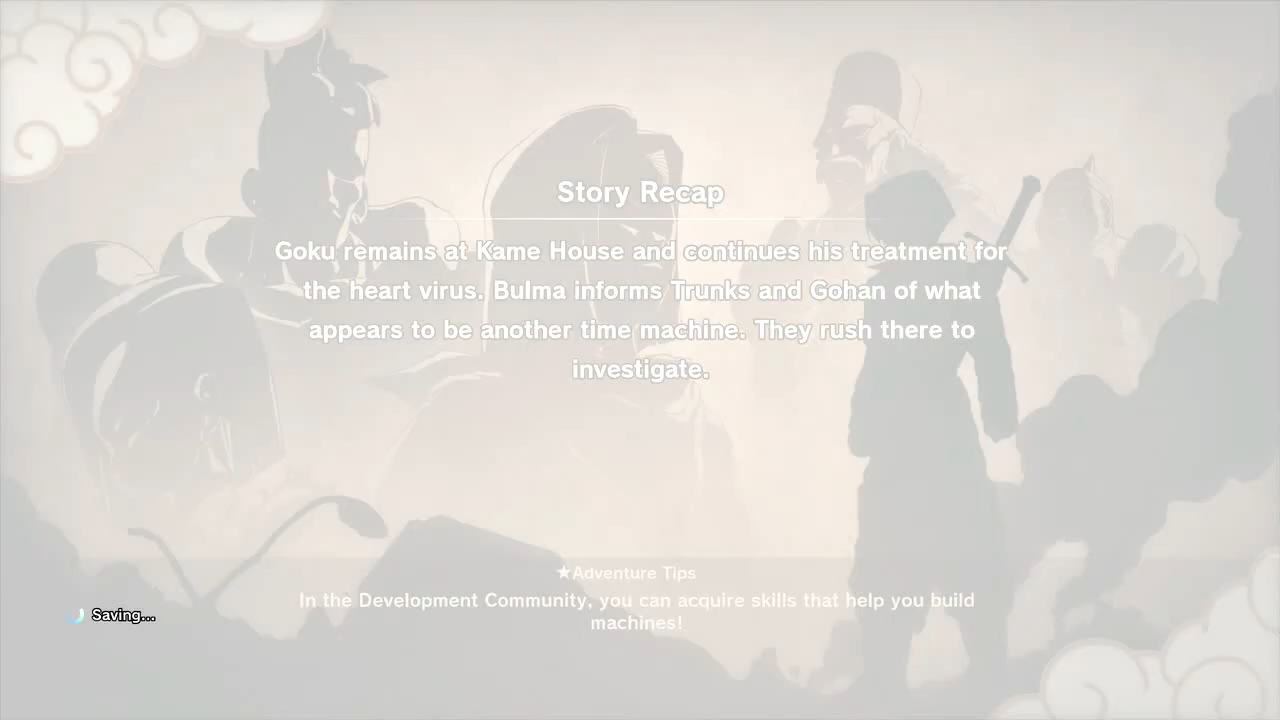 Story Recap
Goku remains at Kame House and continues his treatment for
the heart virus. Bulma informs Trunks and Gohan of what
appears to be another time machine. They rush there to
investigate.
★Adventure Tips
In the Development Community, you can acquire skills that help you build
machines!
Saving...